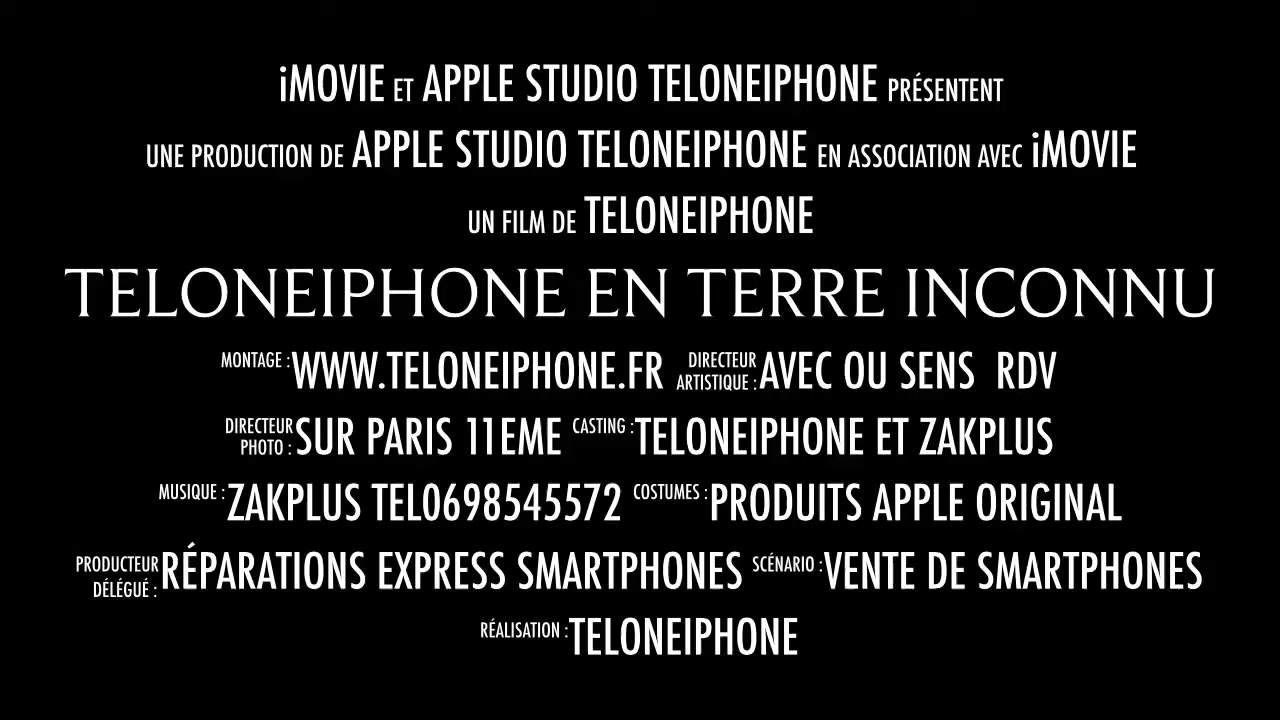 iMOVIE ET APPLE STUDIO TELONEIPHONE PRÉSENTENT
UNE PRODUCTION DE APPLE STUDIO TELONEIPHONE EN ASSOCIATION AVEC iMOVIE
UN FILM DE TELONEIPHONE
TELONEIPHONE EN TERRE INCONNU
MONTAGE : WWW.TELONEIPHONE.FR DIRECTEUR ARTISTIQUE : AVEC OU SENS RDV
DIRECTEUR PHOTO : SUR PARIS 11EME CASTING : TELONEIPHONE ET ZAKPLUS
MUSIQUE : ZAKPLUS TEL0698545572 COSTUMES : PRODUITS APPLE ORIGINAL
PRODUCTEUR DÉLÉGUÉ : RÉPARATIONS EXPRESS SMARTPHONES SCÉNARIO : VENTE DE SMARTPHONES
RÉALISATION : TELONEIPHONE